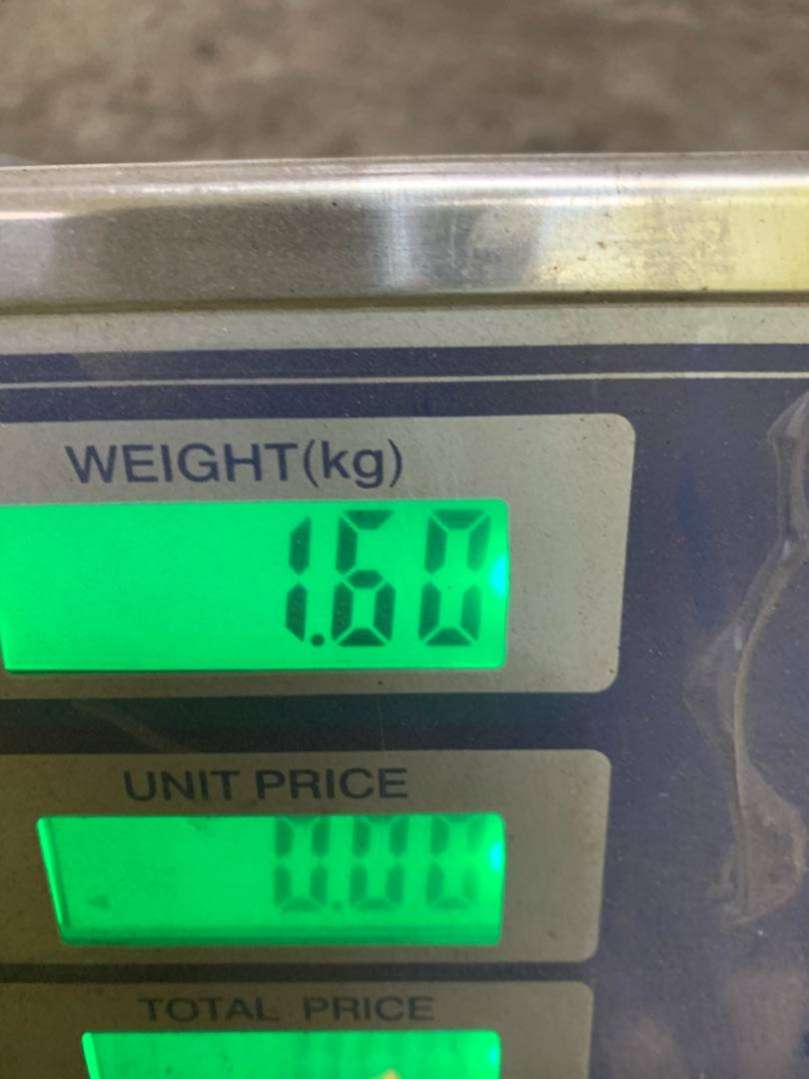 WEIGHT(kg)
1.60
UNIT PRICE
0.00
TOTAL PRICE